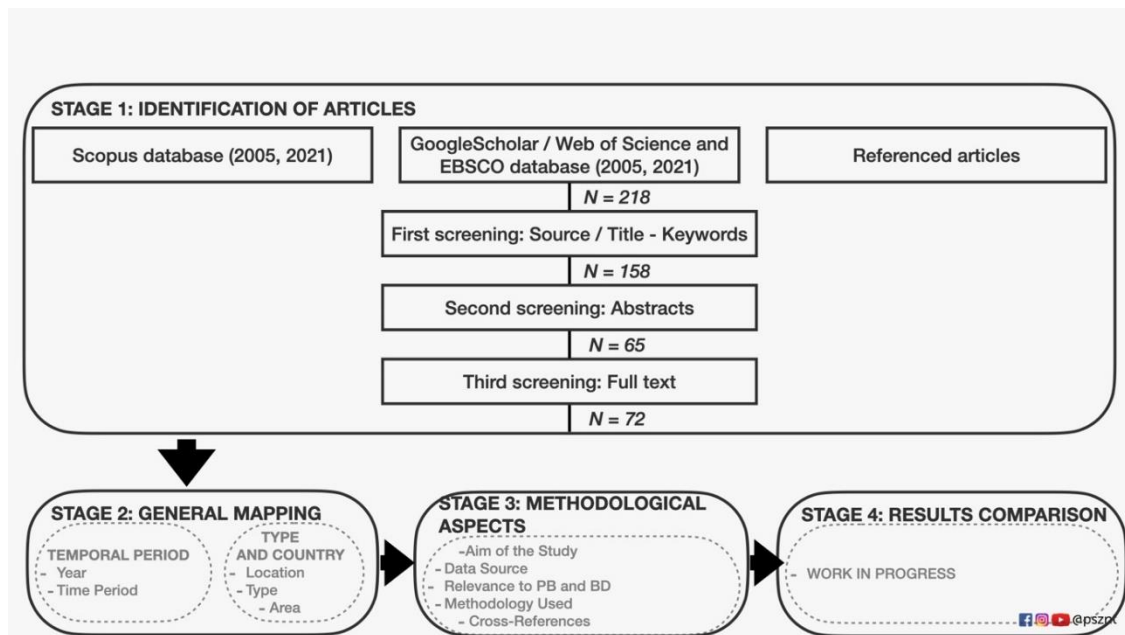 STAGE 1: IDENTIFICATION OF ARTICLES
Scopus database (2005, 2021)
GoogleScholar / Web of Science and
EBSCO database (2005, 2021)
Referenced articles
N = 218
First screening: Source / Title - Keywords
N = 158
Second screening: Abstracts
N = 65
Third screening: Full text
N = 72
STAGE 2: GENERAL MAPPING
TEMPORAL PERIOD
- Year
- Time Period
TYPE
AND COUNTRY
- Location
- Type
- Area
STAGE 3: METHODOLOGICAL
ASPECTS
-Aim of the Study
- Data Source
- Relevance to PB and BD
- Methodology Used
- Cross-References
STAGE 4: RESULTS COMPARISON
- WORK IN PROGRESS
@pszpx